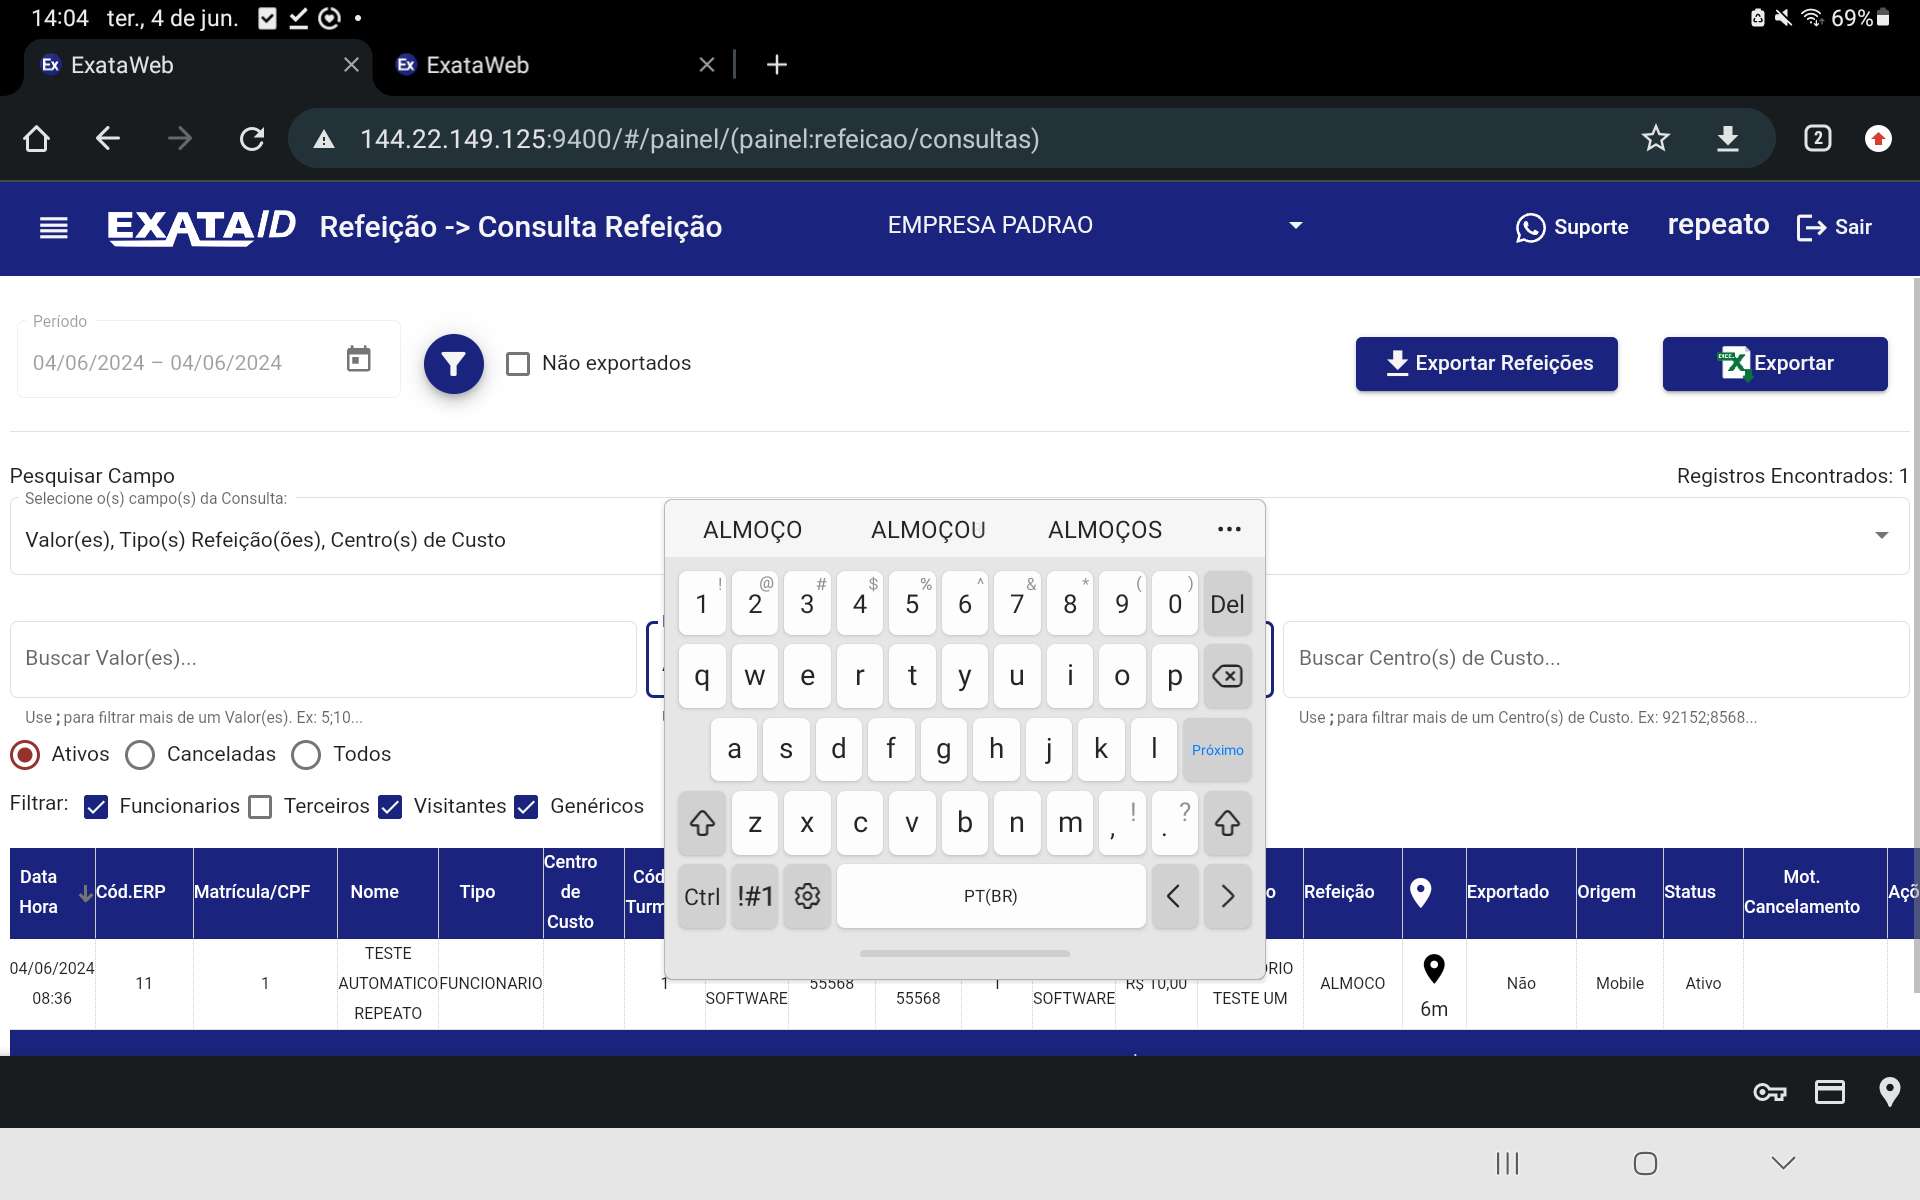 14:04 ter., 4 de jun.
69%
Ex ExataWeb
Ex ExataWeb
144.22.149.125:9400/#/painel/(painel:refeicao/consultas)
2
EXATA/ID Refeição -> Consulta Refeição
EMPRESA PADRAO
Suporte
repeato
Sair
Período
04/06/2024 – 04/06/2024
Não exportados
Exportar Refeições
Exportar
Pesquisar Campo
Registros Encontrados: 1
Selecione o(s) campo(s) da Consulta:
Valor(es), Tipo(s) Refeição(ões), Centro(s) de Custo
ALMOÇO ALMOÇOU ALMOÇOS
! @ # $ % ^ & * ( )
1 2 3 4 5 6 7 8 9 0 Del
q w e r t y u i o p
a s d f g h j k l Próximo
z x c v b n m , ! . ?
Ctrl !#1 PT(BR) < >
Buscar Valor(es)...
Buscar Centro(s) de Custo...
Use ; para filtrar mais de um Valor(es). Ex: 5;10...
Use ; para filtrar mais de um Centro(s) de Custo. Ex: 92152;8568...
Ativos Canceladas Todos
Filtrar: Funcionarios Terceiros Visitantes Genéricos
Data Hora
Cód.ERP
Matrícula/CPF
Nome
Tipo
Centro de Custo
Cód
Turm
o
Refeição
Exportado
Origem
Status
Mot. Cancelamento
Açõ
04/06/2024 08:36
11
1
TESTE AUTOMATICO REPEATO
FUNCIONARIO
1
SOFTWARE
55568
55568
1
SOFTWARE
R$ 10,00
RIO
TESTE UM
ALMOCO
6m
Não
Mobile
Ativo